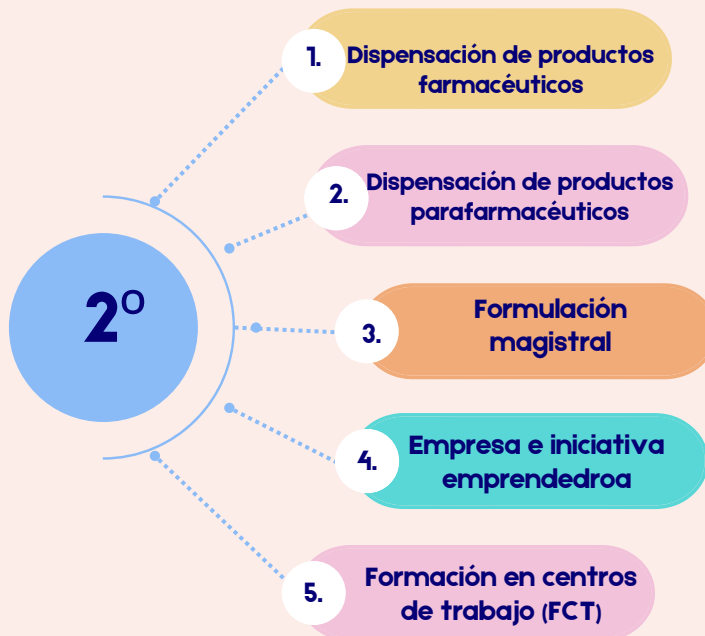 2º
1.
Dispensación de productos
farmacéuticos
2.
Dispensación de productos
parafarmacéuticos
3.
Formulación
magistral
4.
Empresa e iniciativa
emprendedroa
5.
Formación en centros
de trabajo (FCT)